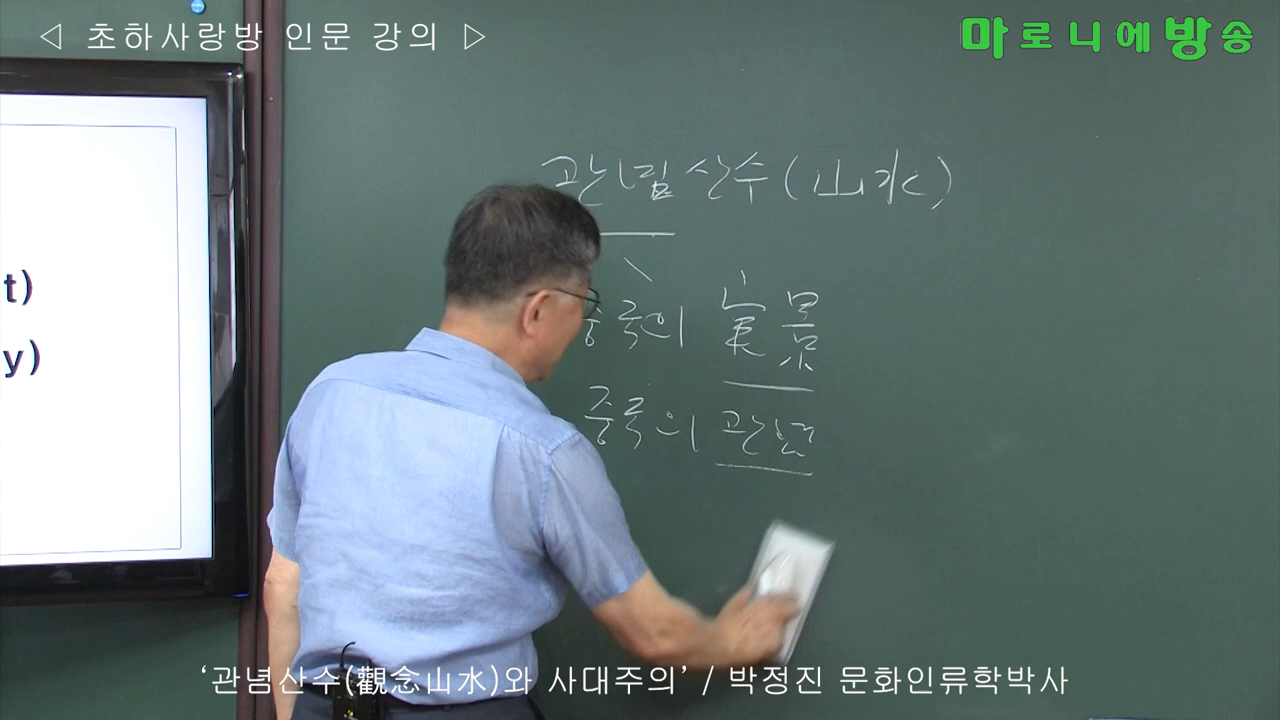 ◁ 초하사랑방 인문 강의 ▷
마로니에방송
t)
y)
관념산수(山水)
중국의 實景
중국의 관념
‘관념산수(觀念山水)와 사대주의’ / 박정진 문화인류학박사